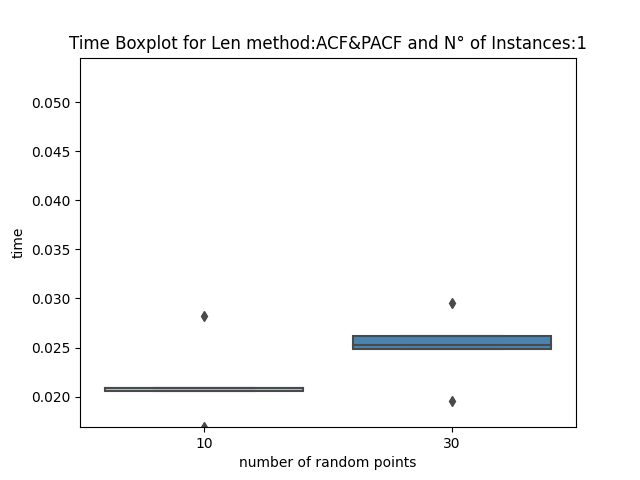 Time Boxplot for Len method:ACF&PACF and N° of Instances:1
0.050
0.045
0.040
0.035
0.030
0.025
0.020
time
10 30
number of random points